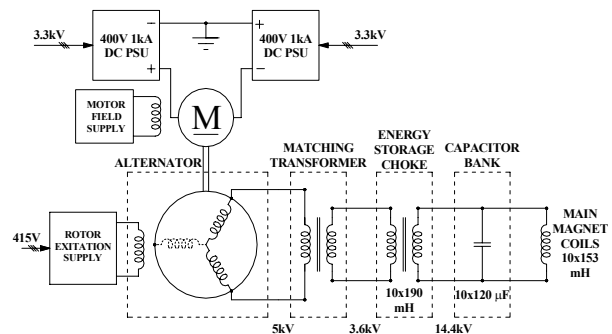 3.3kV
400V 1kA
DC PSU
−
+
400V 1kA
DC PSU
+
−
3.3kV
MOTOR
FIELD
SUPPLY
M
ALTERNATOR
MATCHING
TRANSFORMER
ENERGY
STORAGE
CHOKE
CAPACITOR
BANK
415V
ROTOR
EXITATION
SUPPLY
MAIN
MAGNET
COILS
10x153
mH
10x190
mH
10x120 µF
5kV
3.6kV
14.4kV